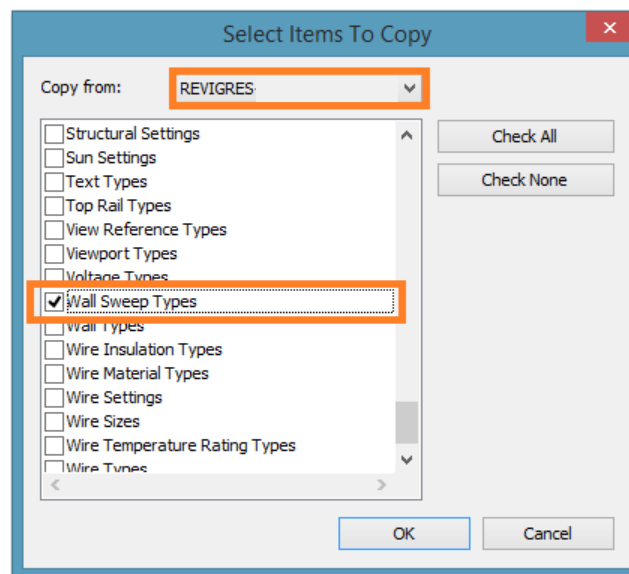 Select Items To Copy
Copy from: REVIGRES
Structural Settings
Check All
Sun Settings
Text Types
Check None
Top Rail Types
View Reference Types
Viewport Types
Voltage Types
Wall Sweep Types
Wall Types
Wire Insulation Types
Wire Material Types
Wire Settings
Wire Sizes
Wire Temperature Rating Types
Wire Types
OK
Cancel